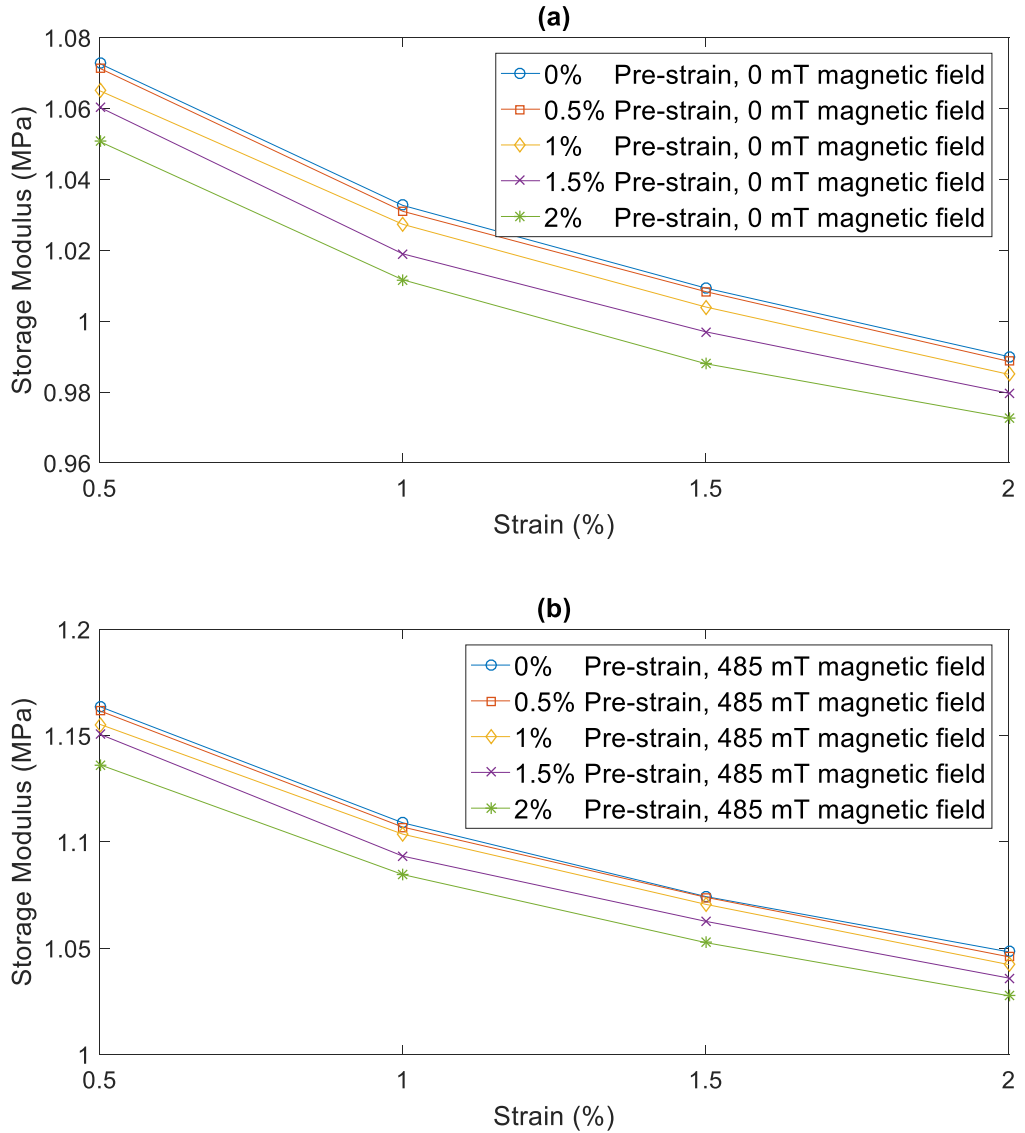 (a)
1.08
1.06
1.04
1.02
1
0.98
0.96
Storage Modulus (MPa)
0% Pre-strain, 0 mT magnetic field
0.5% Pre-strain, 0 mT magnetic field
1% Pre-strain, 0 mT magnetic field
1.5% Pre-strain, 0 mT magnetic field
2% Pre-strain, 0 mT magnetic field
0.5 1 1.5 2
Strain (%)
(b)
1.2
1.15
1.1
1.05
1
Storage Modulus (MPa)
0% Pre-strain, 485 mT magnetic field
0.5% Pre-strain, 485 mT magnetic field
1% Pre-strain, 485 mT magnetic field
1.5% Pre-strain, 485 mT magnetic field
2% Pre-strain, 485 mT magnetic field
0.5 1 1.5 2
Strain (%)